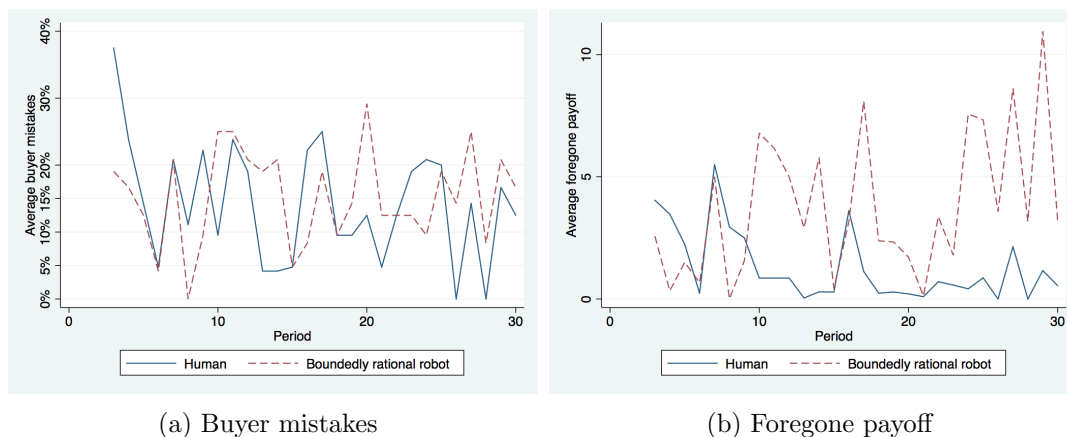 Average buyer mistakes
40%
30%
20%
15%
10%
5%
0%
0
10
20
30
Period
Human
Boundedly rational robot
(a) Buyer mistakes
Average foregone payoff
10
5
0
0
10
20
30
Period
Human
Boundedly rational robot
(b) Foregone payoff